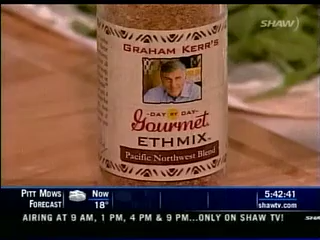 SHAW)
GRAHAM KERR'S
DAY BY DAY
Gourmet
ETHMIX
Pacific Northwest Blend
PITT MDWS
FORECAST
NOW
18°
5:42:41
shawtv.com
AIRING AT 9 AM, 1 PM, 4 PM & 9 PM...ONLY ON SHAW TV!